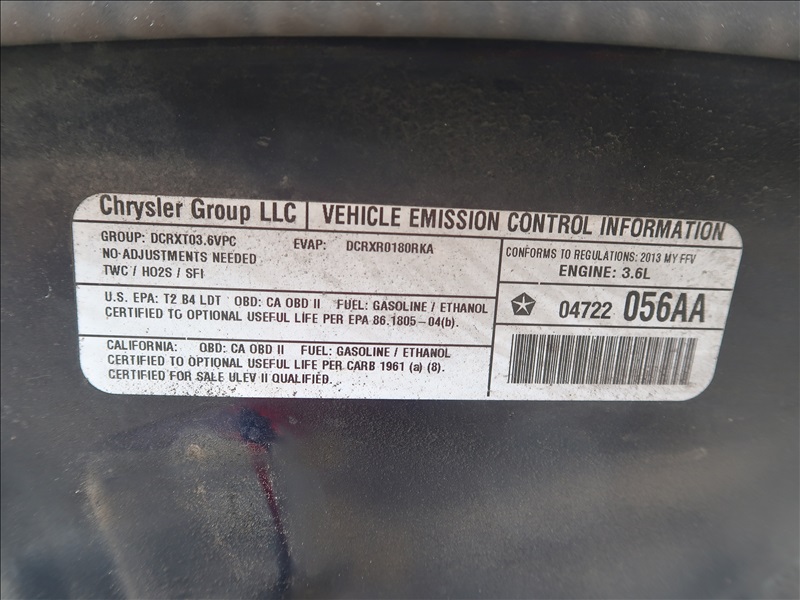 Chrysler Group LLC | VEHICLE EMISSION CONTROL INFORMATION
GROUP: DCRXT03.6VPC EVAP: DCRXR0180RKA
NO ADJUSTMENTS NEEDED
TWC / HO2S / SFI
CONFORMS TO REGULATIONS: 2013 MY FFV
ENGINE: 3.6L
U.S. EPA: T2 B4 LDT OBD: CA OBD II FUEL: GASOLINE / ETHANOL
CERTIFIED TO OPTIONAL USEFUL LIFE PER EPA 86.1805-04(b).
04722 056AA
CALIFORNIA: OBD: CA OBD II FUEL: GASOLINE / ETHANOL
CERTIFIED TO OPTIONAL USEFUL LIFE PER CARB 1961 (a) (8).
CERTIFIED FOR SALE ULEV II QUALIFIED.